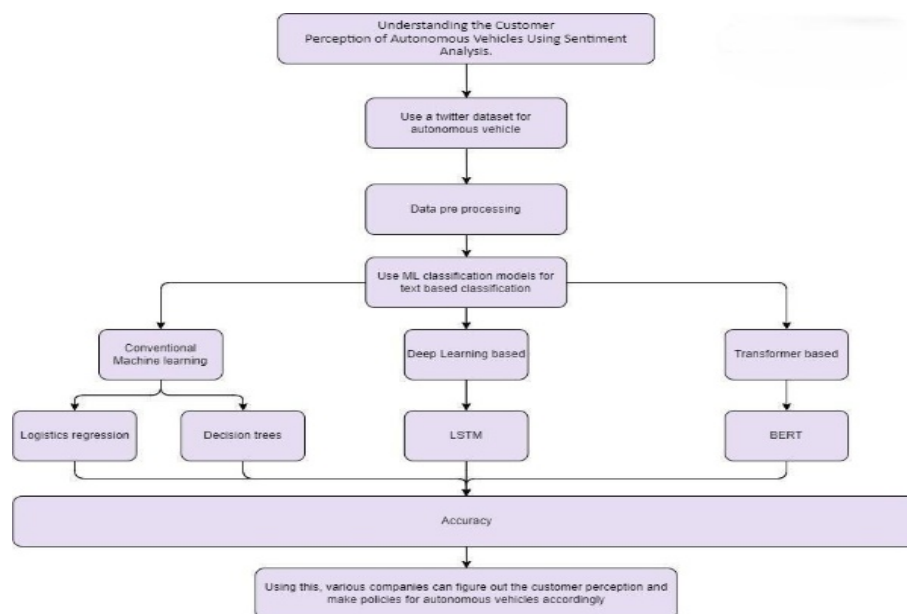 Understanding the Customer
Perception of Autonomous Vehicles Using Sentiment
Analysis.
Use a twitter dataset for
autonomous vehicle
Data pre processing
Use ML classification models for
text based classification
Conventional
Machine learning
Deep Learning based
Transformer based
Logistics regression
Decision trees
LSTM
BERT
Accuracy
Using this, various companies can figure out the customer perception and
make policies for autonomous vehicles accordingly